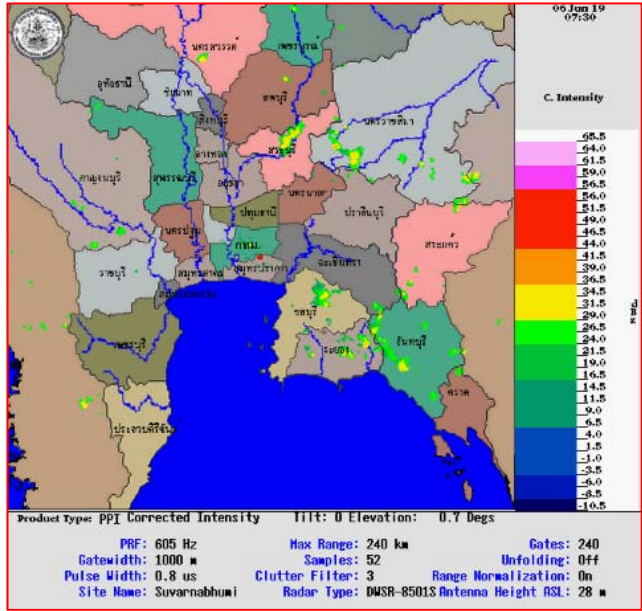 06 Jun 19
07:30
C. Intensity
นครสวรรค์
เพชรบูรณ์
อุทัยธานี
ชัยนาท
ลพบุรี
สิงห์บุรี
นครราชสีมา
อ่างทอง
สระบุรี
สุพรรณบุรี
กาญจนบุรี
อยุธยา
นครนายก
ปทุมธานี
ปราจีนบุรี
นครปฐม
กทม.
สระแก้ว
ฉะเชิงเทรา
ราชบุรี
สมุทรสาคร
สมุทรปราการ
ชลบุรี
เพชรบุรี
ระยอง
จันทบุรี
ตราด
ประจวบคีรีขันธ์
65.5
64.0
61.5
59.0
56.5
56.0
51.5
49.0
46.5
44.0
41.5
39.0
36.5
34.5
31.5
29.0
26.5
24.0
21.5
19.0
16.5
14.5
11.5
9.0
6.5
4.0
1.5
-1.0
-3.5
-6.0
-8.5
-10.5
Product Type: PPI Corrected Intensity Tilt: 0 Elevation: 0.7 Degs
PRF: 605 Hz Max Range: 240 km Gates: 240
Gatewidth: 1000 m Samples: 52 Unfolding: Off
Pulse Width: 0.8 us Clutter Filter: 3 Range Normalization: On
Site Name: Suvarnabhumi Radar Type: DWSR-8501S Antenna Height ASL: 28 m